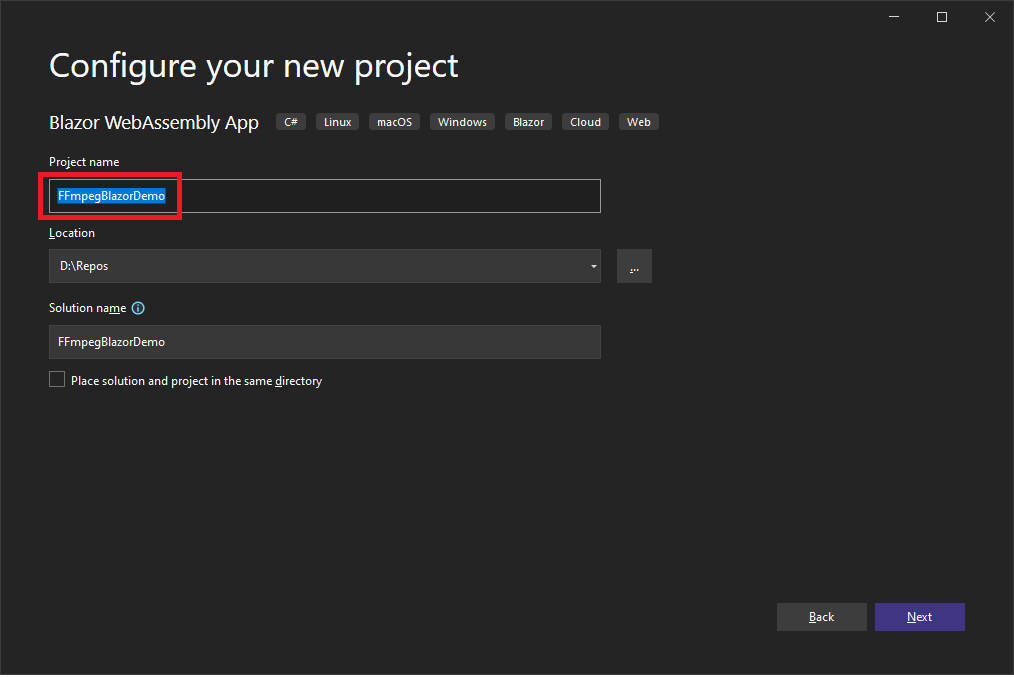 Configure your new project
Blazor WebAssembly App C# Linux macOS Windows Blazor Cloud Web
Project name
FFmpegBlazorDemo
Location
D:\Repos
...
Solution name
FFmpegBlazorDemo
Place solution and project in the same directory
Back Next